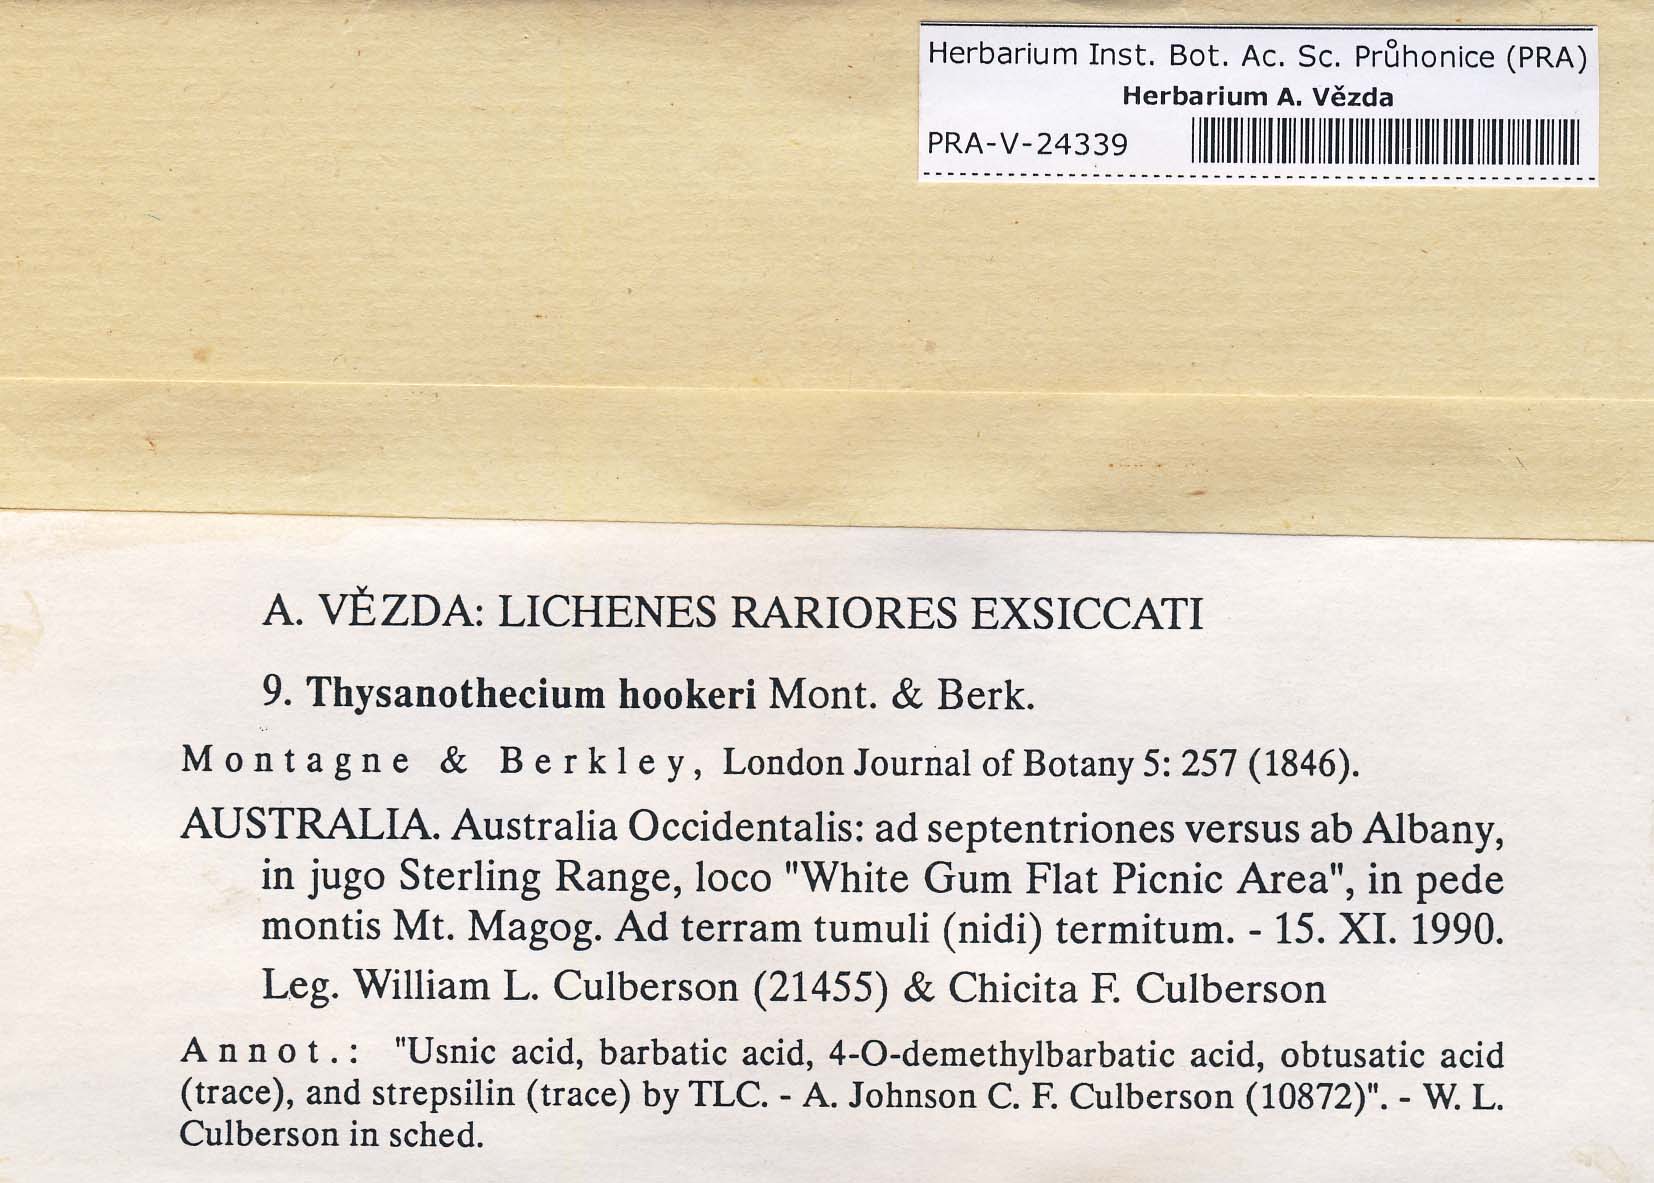 Herbarium Inst. Bot. Ac. Sc. Průhonice (PRA)
Herbarium A. Vězda
PRA-V-24339
A. VĚZDA: LICHENES RARIORES EXSICCATI
9. Thysanothecium hookeri Mont. & Berk.
Montagne & Berkley, London Journal of Botany 5: 257 (1846).
AUSTRALIA. Australia Occidentalis: ad septentriones versus ab Albany,
in jugo Sterling Range, loco "White Gum Flat Picnic Area", in pede
montis Mt. Magog. Ad terram tumuli (nidi) termitum. - 15. XI. 1990.
Leg. William L. Culberson (21455) & Chicita F. Culberson
Annot.: "Usnic acid, barbatic acid, 4-O-demethylbarbatic acid, obtusatic acid
(trace), and strepsilin (trace) by TLC. - A. Johnson C. F. Culberson (10872)". - W. L.
Culberson in sched.